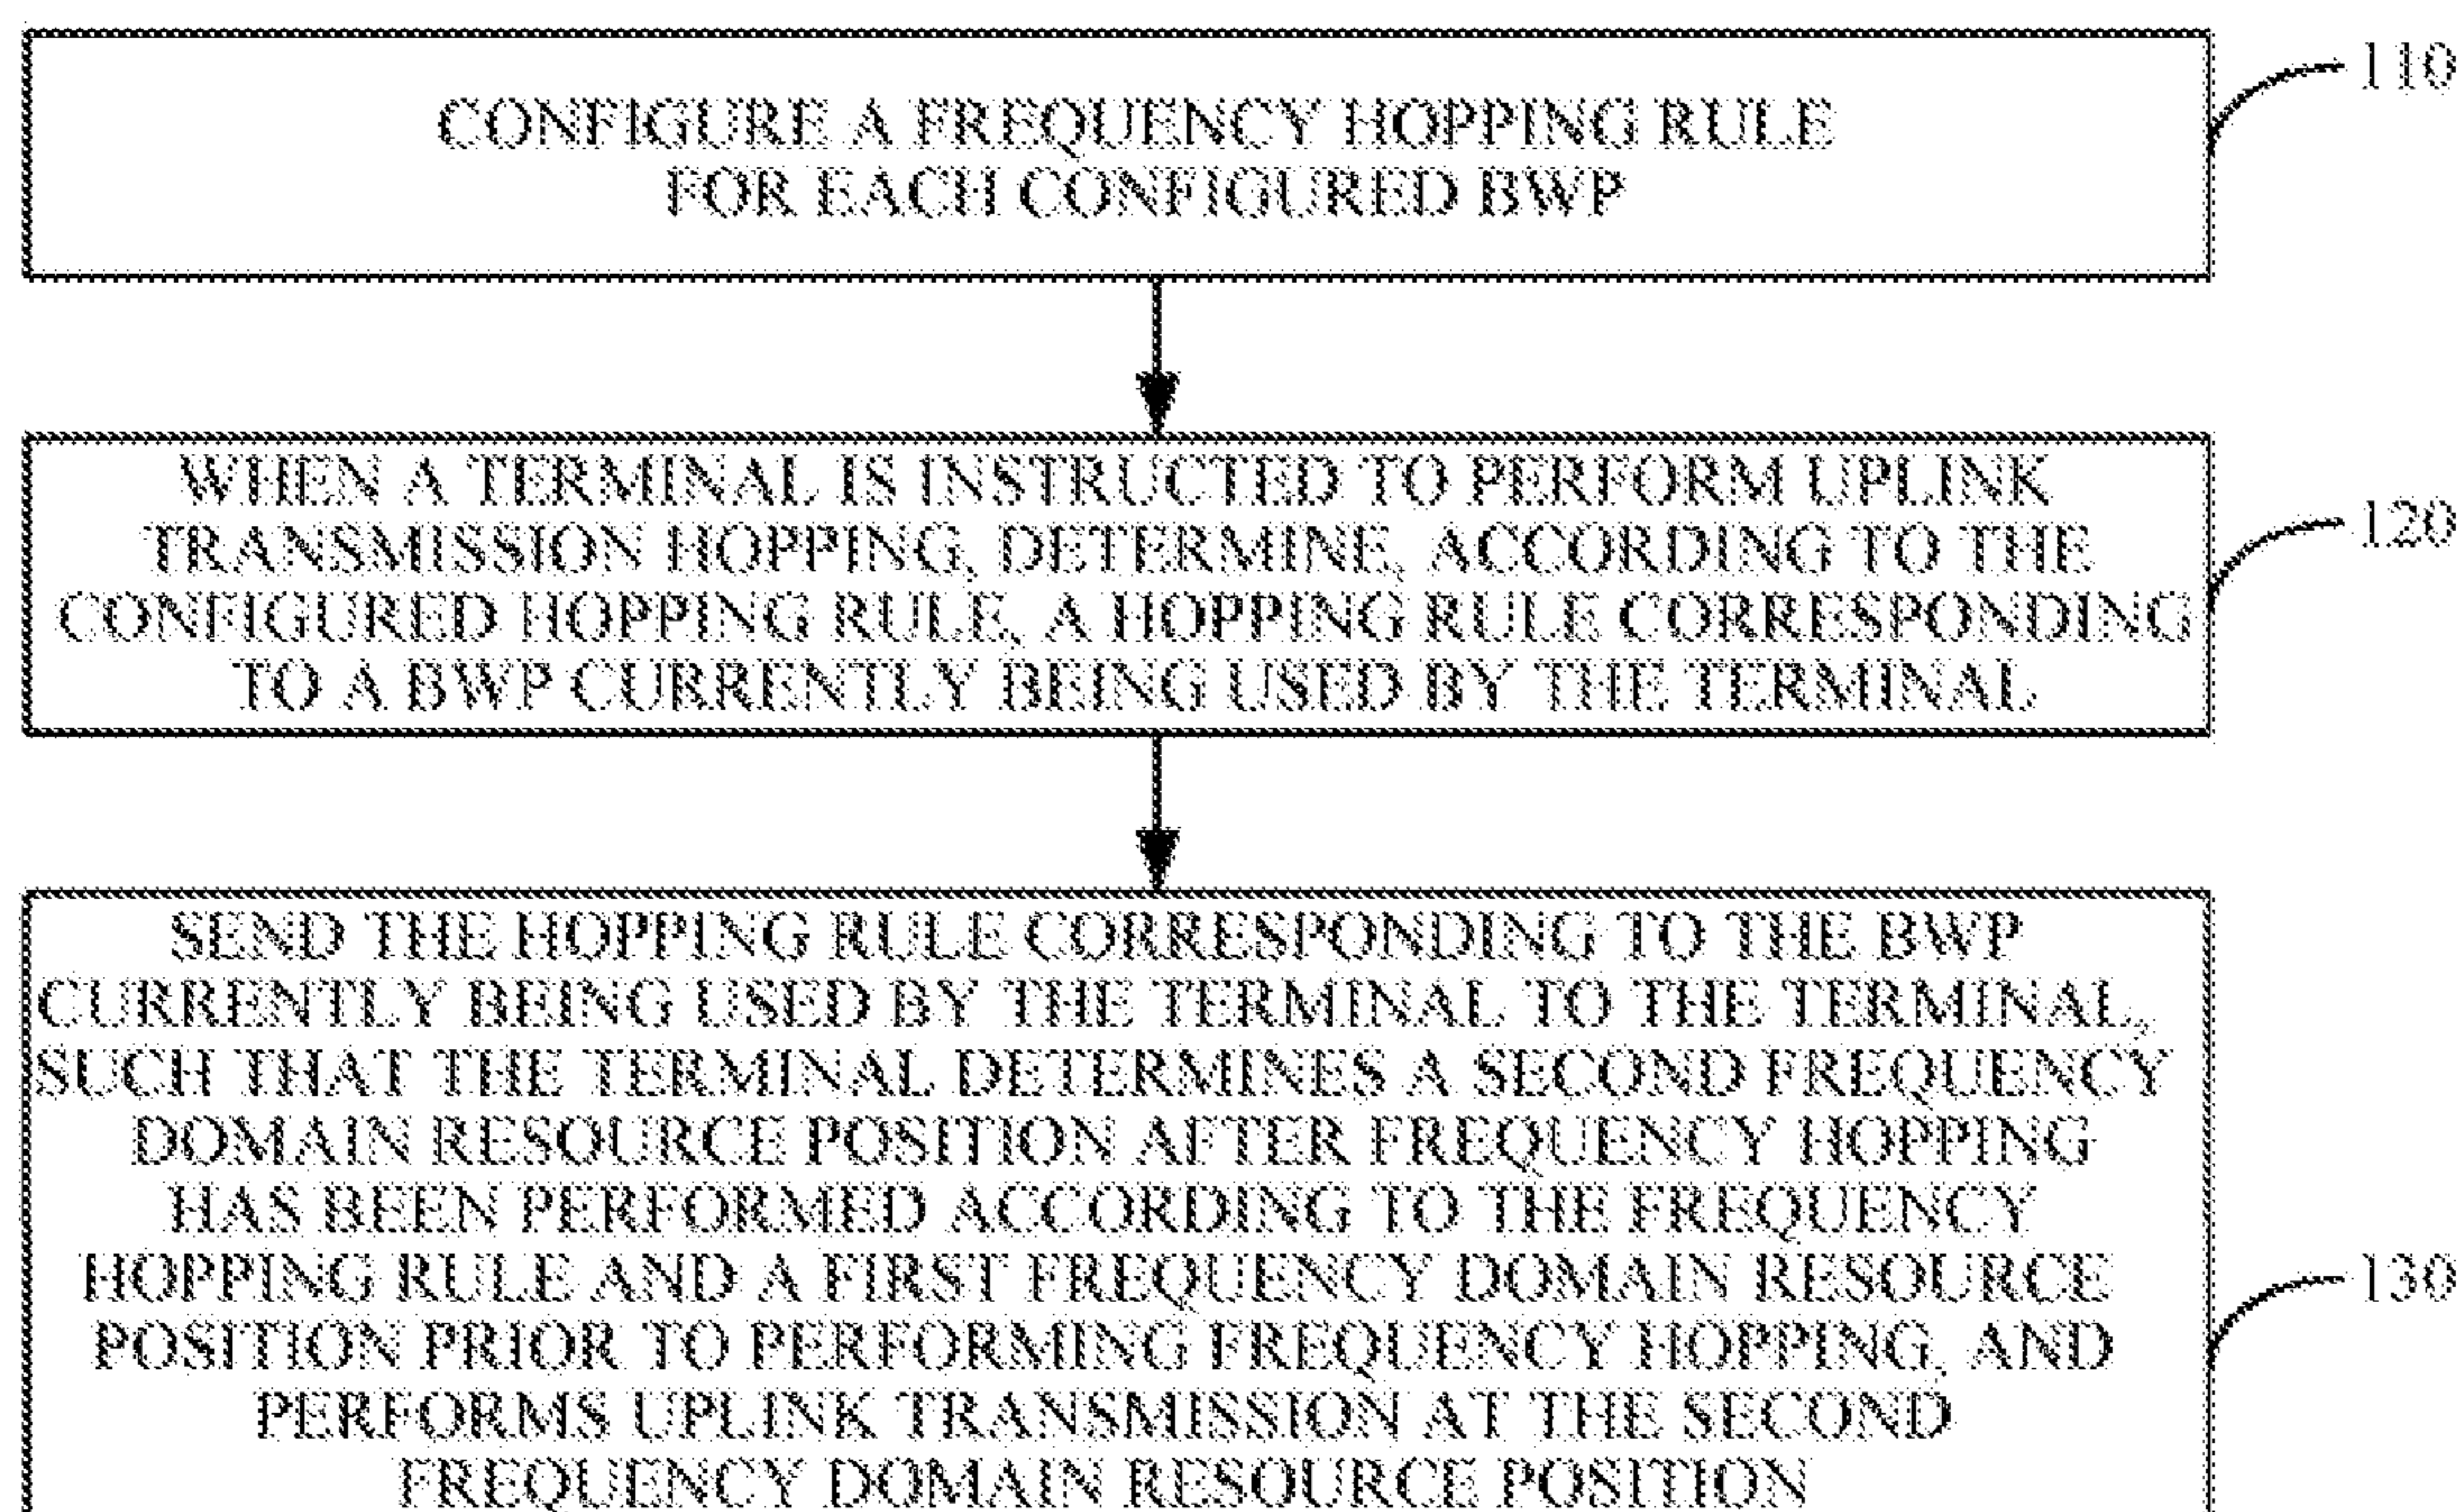 CONFIGURE A FREQUENCY HOPPING RULE
FOR EACH CONFIGURED BWP
110
WHEN A TERMINAL IS INSTRUCTED TO PERFORM UPLINK
TRANSMISSION HOPPING, DETERMINE, ACCORDING TO THE
CONFIGURED HOPPING RULE, A HOPPING RULE CORRESPONDING
TO A BWP CURRENTLY BEING USED BY THE TERMINAL
120
SEND THE HOPPING RULE CORRESPONDING TO THE BWP
CURRENTLY BEING USED BY THE TERMINAL TO THE TERMINAL,
SUCH THAT THE TERMINAL DETERMINES A SECOND FREQUENCY
DOMAIN RESOURCE POSITION AFTER FREQUENCY HOPPING
HAS BEEN PERFORMED ACCORDING TO THE FREQUENCY
HOPPING RULE AND A FIRST FREQUENCY DOMAIN RESOURCE
POSITION PRIOR TO PERFORMING FREQUENCY HOPPING, AND
PERFORMS UPLINK TRANSMISSION AT THE SECOND
FREQUENCY DOMAIN RESOURCE POSITION
130